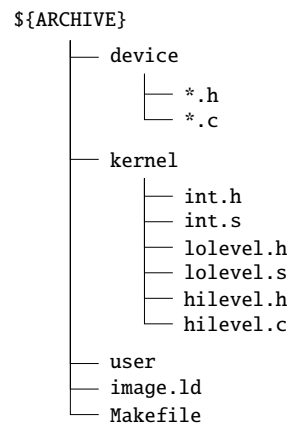 ${ARCHIVE}
device
*.h
*.c
kernel
int.h
int.s
lolevel.h
lolevel.s
hilevel.h
hilevel.c
user
image.ld
Makefile